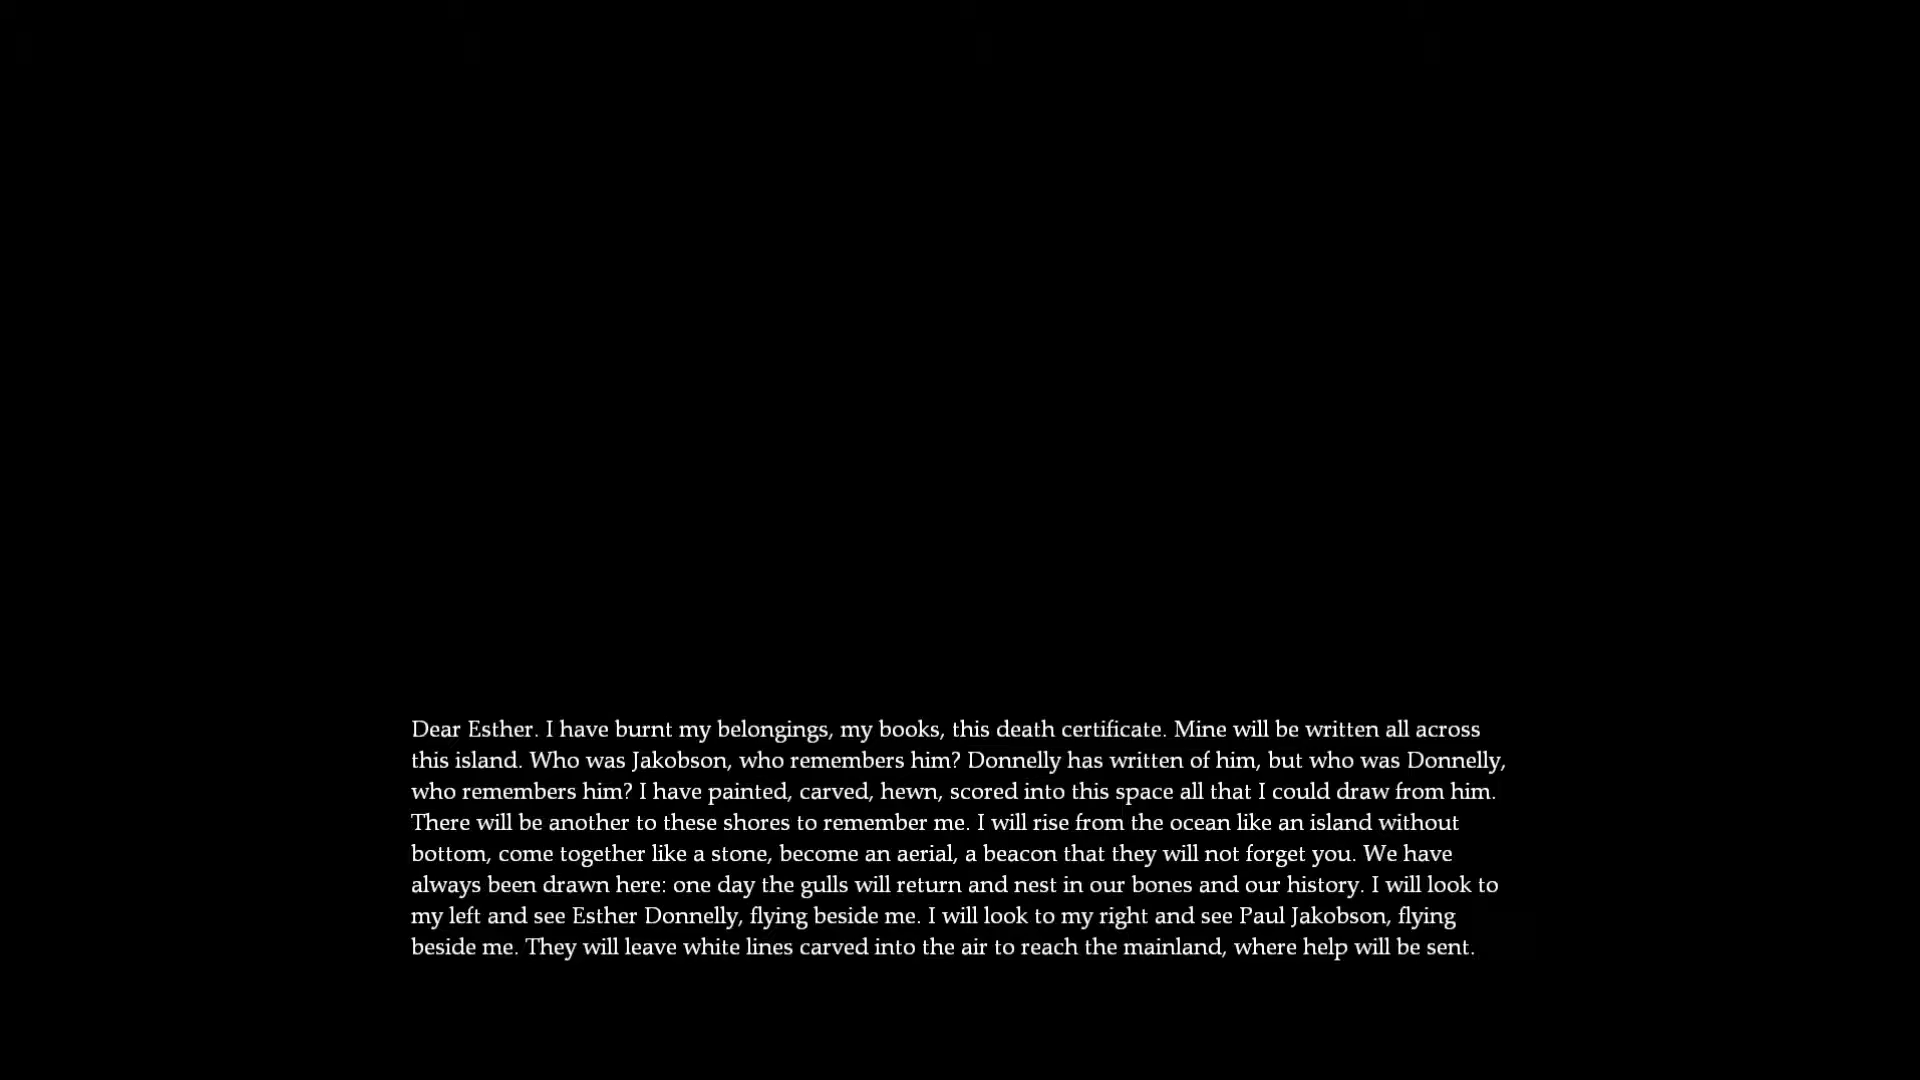 Dear Esther. I have burnt my belongings, my books, this death certificate. Mine will be written all across
this island. Who was Jakobson, who remembers him? Donnelly has written of him, but who was Donnelly,
who remembers him? I have painted, carved, hewn, scored into this space all that I could draw from him.
There will be another to these shores to remember me. I will rise from the ocean like an island without
bottom, come together like a stone, become an aerial, a beacon that they will not forget you. We have
always been drawn here: one day the gulls will return and nest in our bones and our history. I will look to
my left and see Esther Donnelly, flying beside me. I will look to my right and see Paul Jakobson, flying
beside me. They will leave white lines carved into the air to reach the mainland, where help will be sent.